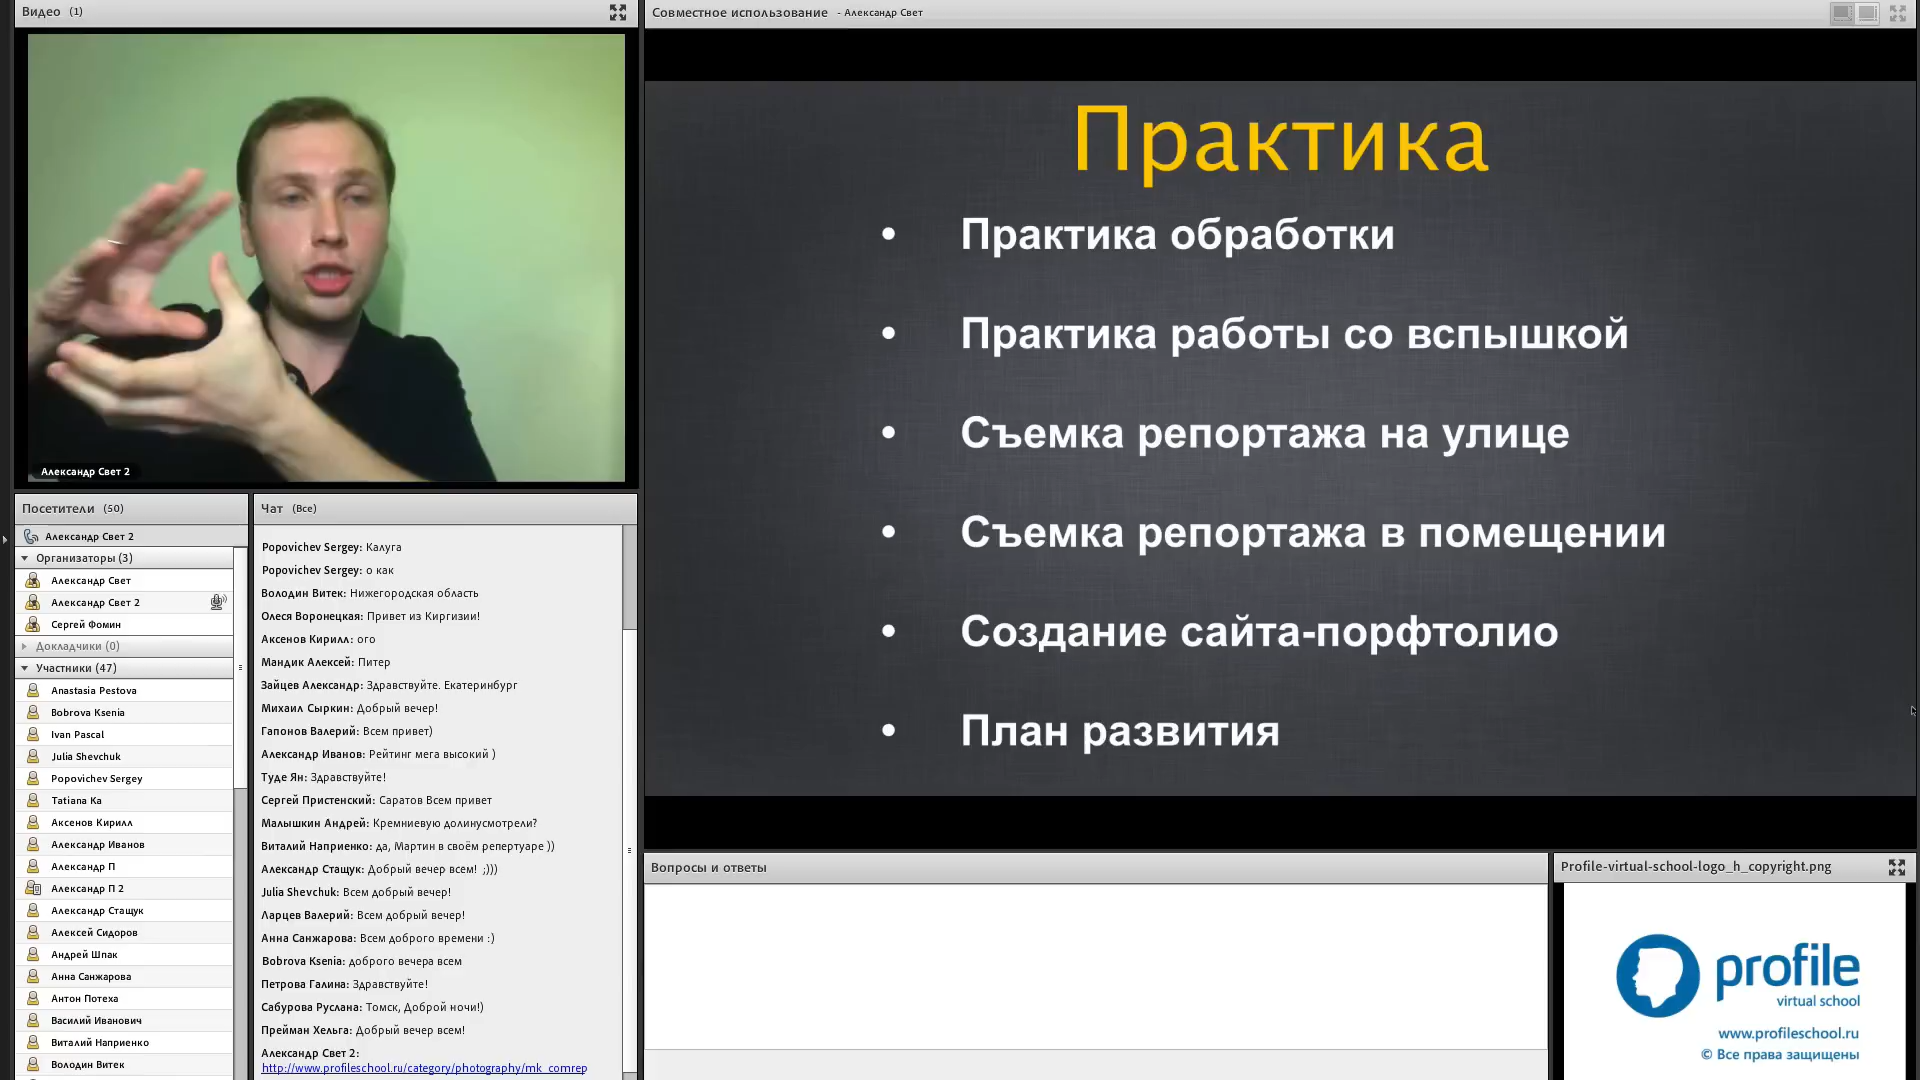 Видео (1)
Александр Свет 2
Посетители (50)
Александр Свет 2
Организаторы (3)
Александр Свет
Александр Свет 2
Сергей Фомин
Докладчики (0)
Участники (47)
Anastasia Pestova
Bobrova Ksenia
Ivan Pascal
Julia Shevchuk
Popovichev Sergey
Tatiana Ka
Аксенов Кирилл
Александр Иванов
Александр П
Александр П 2
Александр Стащук
Алексей Сидоров
Андрей Шпак
Анна Санжарова
Антон Потеха
Василий Иванович
Виталий Наприенко
Володин Витек
Чат (Все)
Popovichev Sergey: Калуга
Popovichev Sergey: о как
Володин Витек: Нижегородская область
Олеся Воронецкая: Привет из Киргизии!
Аксенов Кирилл: ого
Мандик Алексей: Питер
Зайцев Александр: Здравствуйте. Екатеринбург
Михаил Сыркин: Добрый вечер!
Гапонов Валерий: Всем привет)
Александр Иванов: Рейтинг мега высокий )
Туде Ян: Здравствуйте!
Сергей Пристенский: Саратов Всем привет
Малышкин Андрей: Кремниевую долинусмотрели?
Виталий Наприенко: да, Мартин в своём репертуаре ))
Александр Стащук: Добрый вечер всем! ;)))
Julia Shevchuk: Всем добрый вечер!
Ларцев Валерий: Всем добрый вечер!
Анна Санжарова: Всем доброго времени :)
Bobrova Ksenia: доброго вечера всем
Петрова Галина: Здравствуйте!
Сабурова Руслана: Томск, Доброй ночи!)
Прейман Хельга: Добрый вечер всем!
Александр Свет 2:
http://www.profileschool.ru/category/photography/mk_comrep
Совместное использование - Александр Свет
Практика
• Практика обработки
• Практика работы со вспышкой
• Съемка репортажа на улице
• Съемка репортажа в помещении
• Создание сайта-порфтолио
• План развития
Вопросы и ответы
Profile-virtual-school-logo_h_copyright.png
profile
virtual school
www.profileschool.ru
© Все права защищены